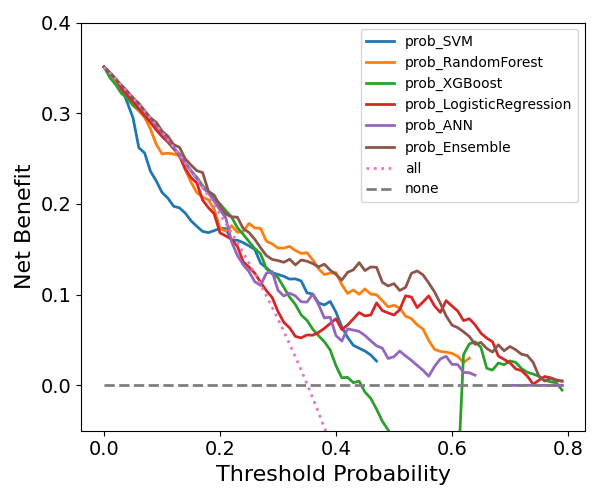 0.4
0.3
0.2
0.1
0.0
Net Benefit
prob_SVM
prob_RandomForest
prob_XGBoost
prob_LogisticRegression
prob_ANN
prob_Ensemble
all
none
0.0 0.2 0.4 0.6 0.8
Threshold Probability